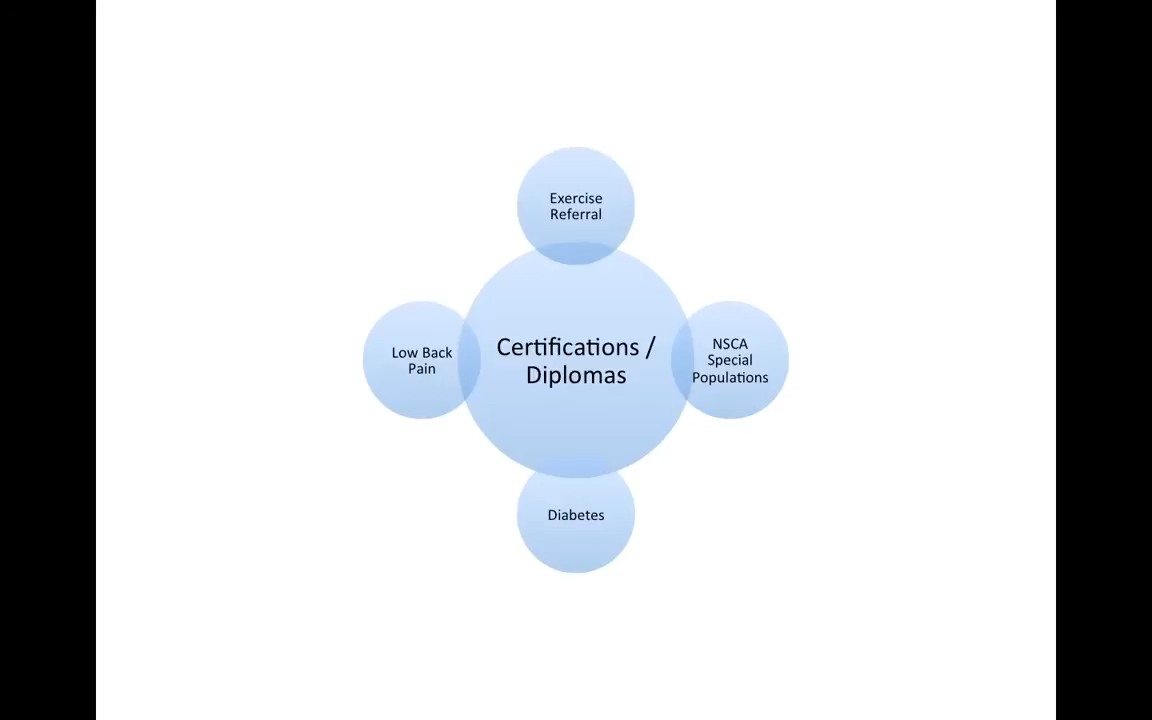 Exercise
Referral
Low Back
Pain
Certifications /
Diplomas
NSCA
Special
Populations
Diabetes